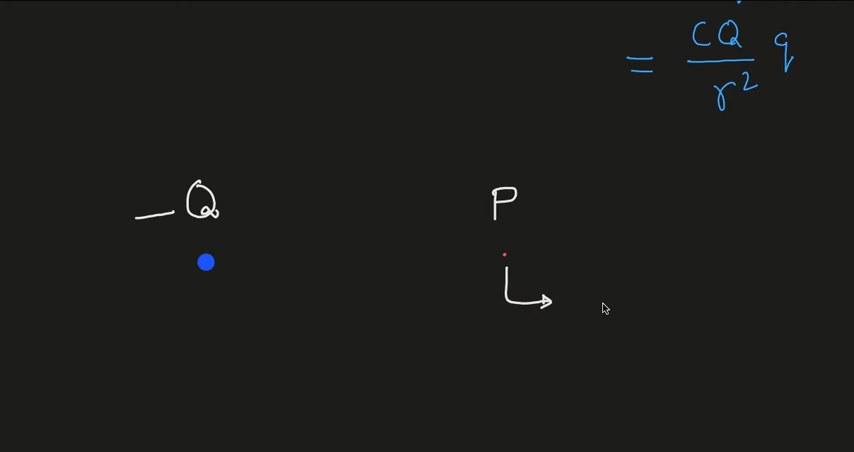 = CQ/r² q
— Q
P